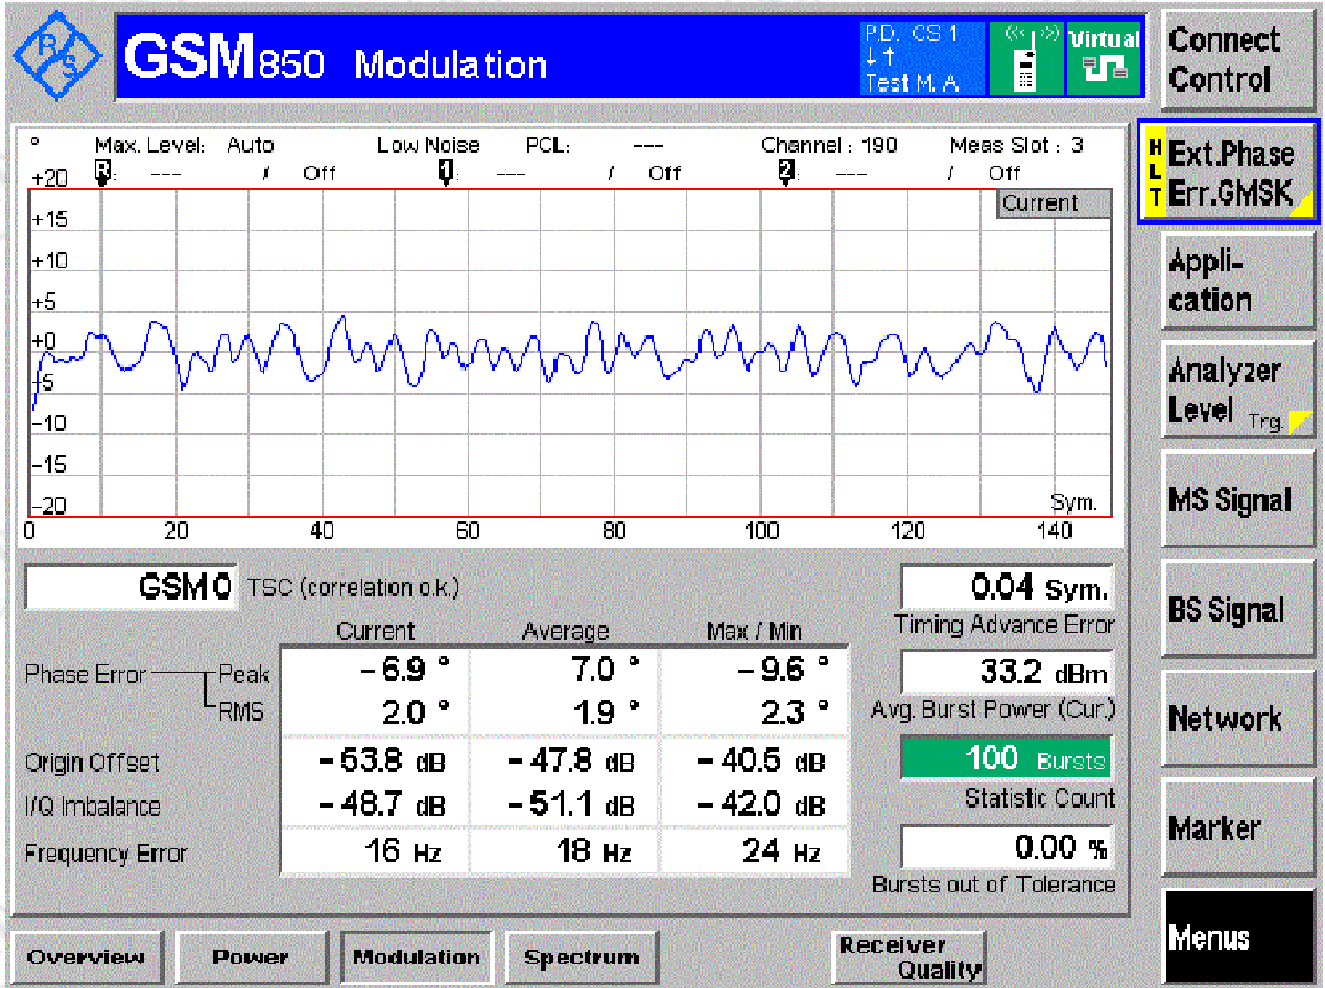 R S
GSM850 Modulation
P.D. CS 1
↓↑
Test M. A.
Virtual
Connect
Control
° Max. Level: Auto Low Noise PCL: --- Channel : 190 Meas Slot : 3
R: --- / Off 1: --- / Off 2: --- / Off
HLT
Ext.Phase
Err.GMSK
Current
+20
+15
+10
+5
+0
-5
-10
-15
-20
Sym.
0 20 40 60 80 100 120 140
Appli-
cation
Analyzer
Level Trg.
MS Signal
BS Signal
Network
Marker
Menus
GSM 0 TSC (correlation o.k.)
Current Average Max / Min
Phase Error Peak -6.9 ° 7.0 ° -9.6 °
RMS 2.0 ° 1.9 ° 2.3 °
Origin Offset -53.8 dB -47.8 dB -40.5 dB
I/Q Imbalance -48.7 dB -51.1 dB -42.0 dB
Frequency Error 16 Hz 18 Hz 24 Hz
0.04 Sym.
Timing Advance Error
33.2 dBm
Avg. Burst Power (Cur.)
100 Bursts
Statistic Count
0.00 %
Bursts out of Tolerance
Overview Power Modulation Spectrum
Receiver
Quality